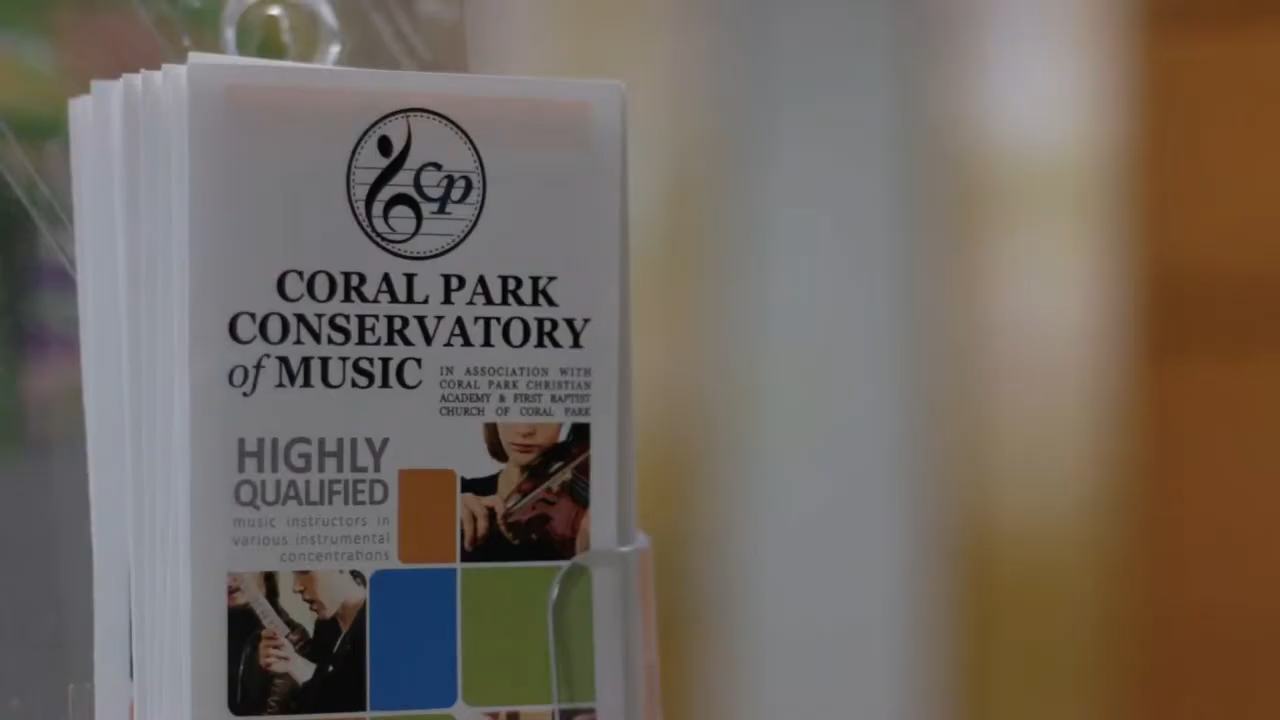 cp
CORAL PARK
CONSERVATORY
of MUSIC
IN ASSOCIATION WITH
CORAL PARK CHRISTIAN
ACADEMY & FIRST BAPTIST
CHURCH OF CORAL PARK
HIGHLY
QUALIFIED
music instructors in
various instrumental
concentrations